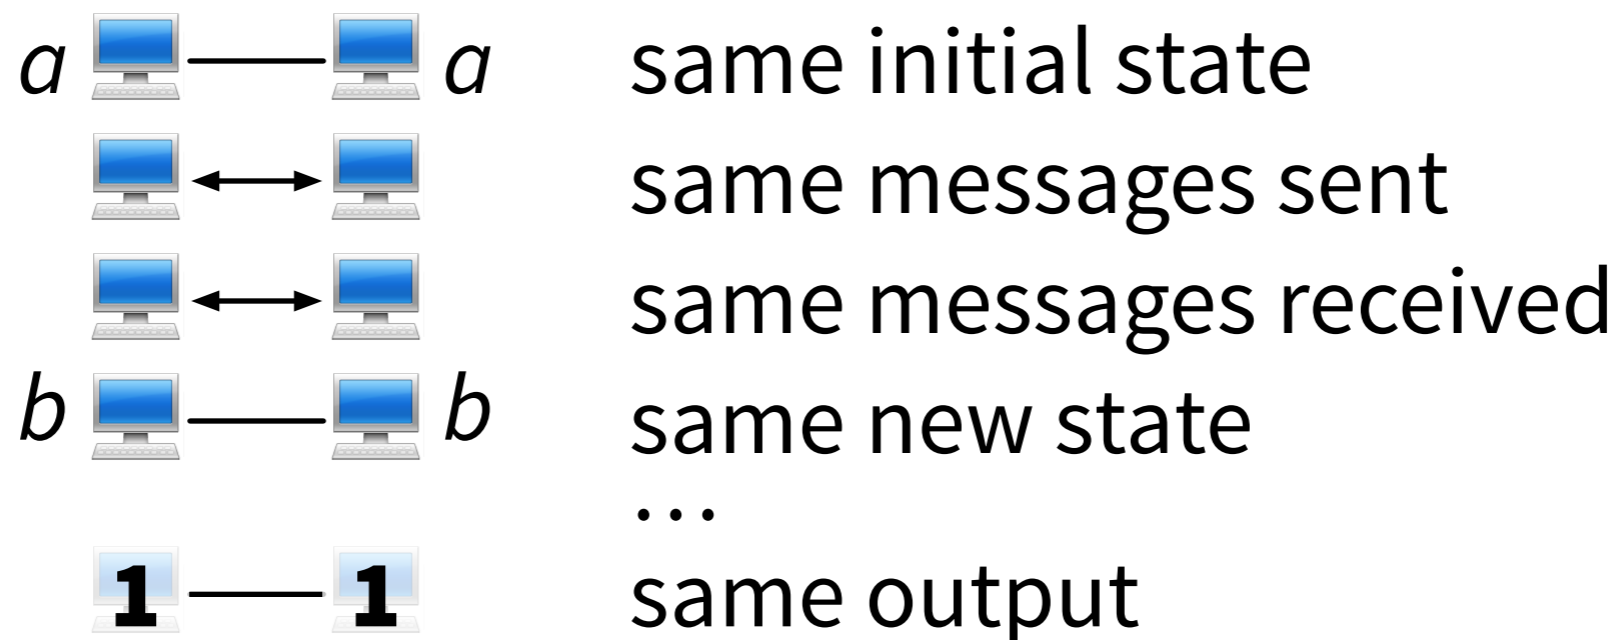 a a same initial state
same messages sent
same messages received
b b same new state
…
1 1 same output